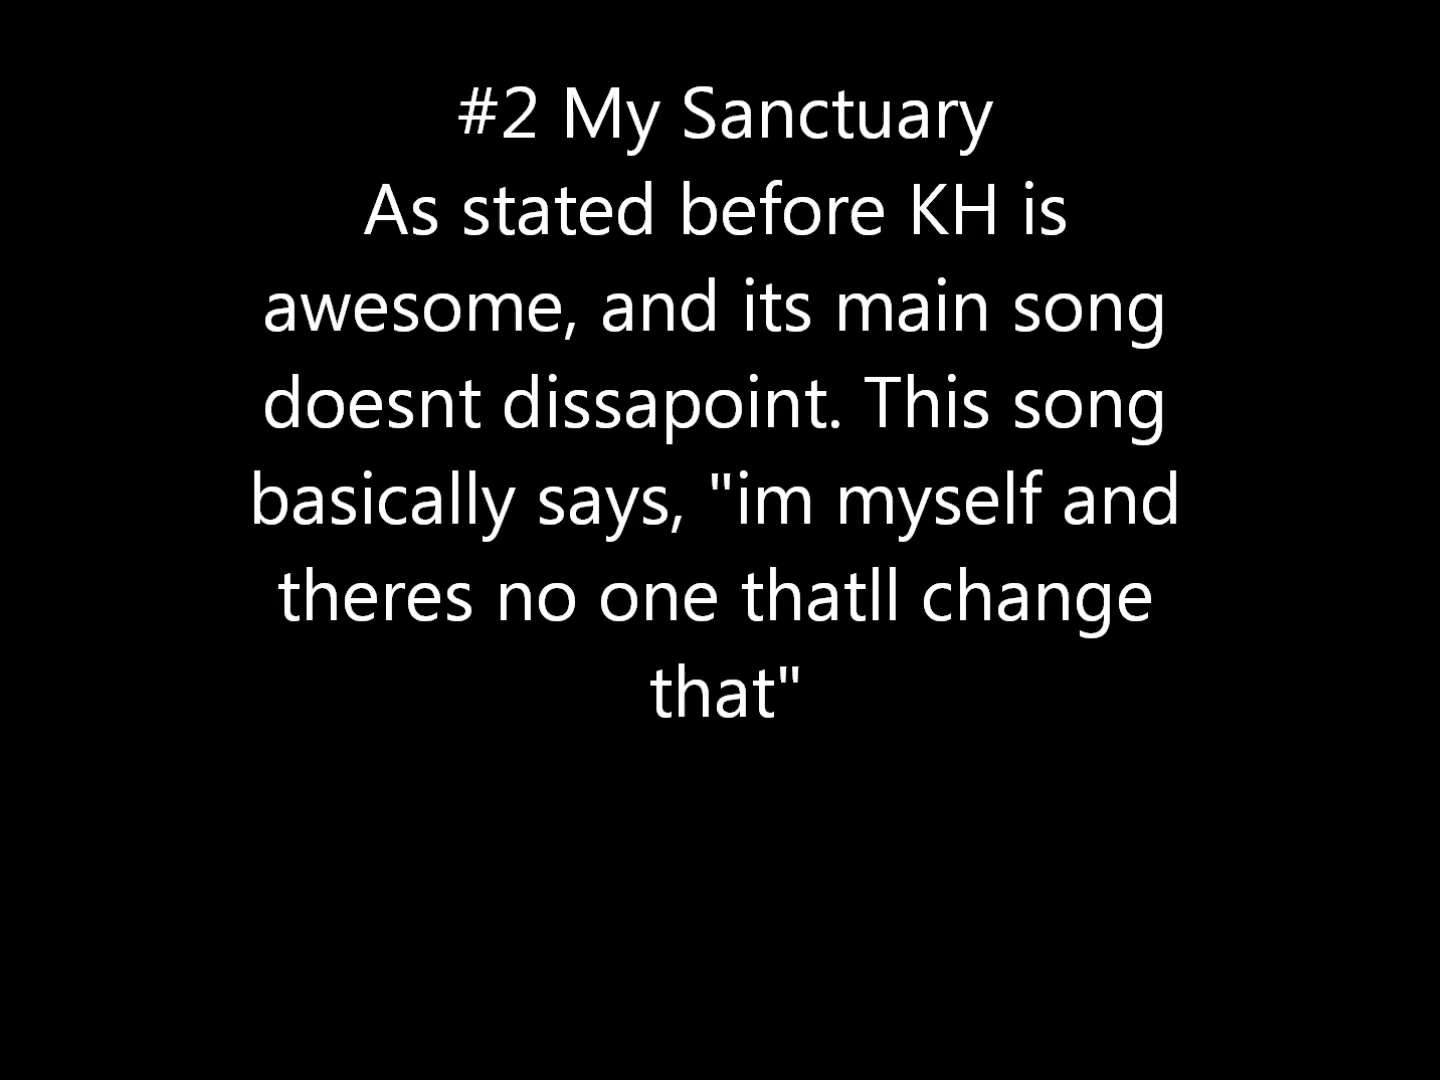 #2 My Sanctuary
As stated before KH is
awesome, and its main song
doesnt dissapoint. This song
basically says, "im myself and
theres no one thatll change
that"